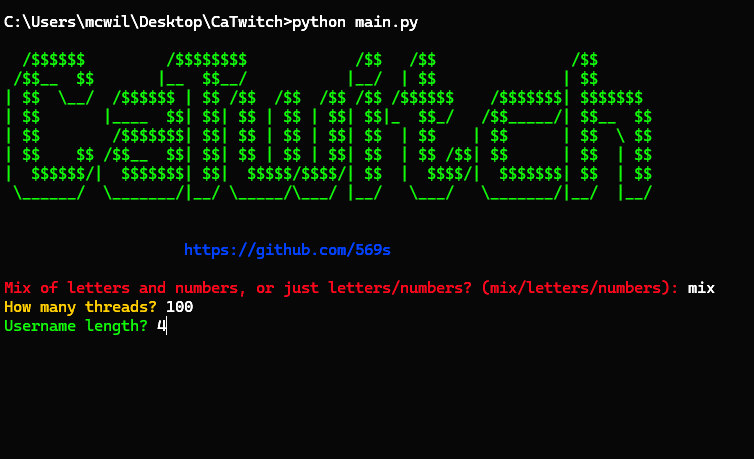 C:\Users\mcwil\Desktop\CaTwitch>python main.py
  /$$$$$$         /$$$$$$$$            /$$   /$$               /$$
 /$$__  $$       |__  $$__/           |__/  | $$              | $$
| $$  \__/  /$$$$$$ | $$ /$$  /$$  /$$ /$$ /$$$$$$    /$$$$$$$| $$$$$$$
| $$       |____  $$| $$| $$ | $$ | $$| $$|_  $$_/   /$$_____/| $$__  $$
| $$        /$$$$$$$| $$| $$ | $$ | $$| $$  | $$    | $$      | $$  \ $$
| $$    $$ /$$__  $$| $$| $$ | $$ | $$| $$  | $$ /$$| $$      | $$  | $$
|  $$$$$$/|  $$$$$$$| $$|  $$$$$/$$$$/| $$  |  $$$$/|  $$$$$$$| $$  | $$
 \______/  \_______/|__/ \_____/\___/ |__/   \___/   \_______/|__/  |__/
https://github.com/569s
Mix of letters and numbers, or just letters/numbers? (mix/letters/numbers): mix
How many threads? 100
Username length? 4